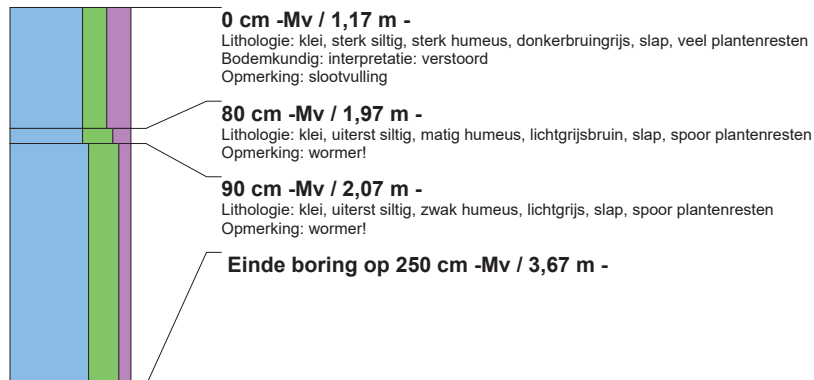 0 cm -Mv / 1,17 m -
Lithologie: klei, sterk siltig, sterk humeus, donkerbruingrijs, slap, veel plantenresten
Bodemkundig: interpretatie: verstoord
Opmerking: slootvulling
80 cm -Mv / 1,97 m -
Lithologie: klei, uiterst siltig, matig humeus, lichtgrijsbruin, slap, spoor plantenresten
Opmerking: wormer!
90 cm -Mv / 2,07 m -
Lithologie: klei, uiterst siltig, zwak humeus, lichtgrijs, slap, spoor plantenresten
Opmerking: wormer!
Einde boring op 250 cm -Mv / 3,67 m -